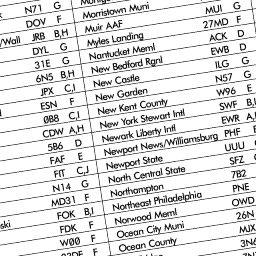 N71 G
DOV F
/Wall JRB B,H
DYL G
31E G
6N5 B,H
JPX C,I
ESN F
0B8 C,I
CDW A,H
5B6 D
FAF E
G
N14 G
MD31 F
FOK B,I
FDK F
W00 F
Morristown Muni
Muir AAF MUI G
Myles Landing 27MD F
Nantucket Meml ACK D
New Bedford Rgnl EWB D
New Castle ILG G
New Garden N57 G
New Kent County W96 E
New York Stewart Intl SWF B,
Newark Liberty Intl EWR A,
Newport News/Williamsburg PHF E
Newport State UUU
North Central State SFZ
Northampton 7B2
Northeast Philadelphia PNE
Norwood Meml OWD
Ocean City Muni 26N
Ocean County MJX